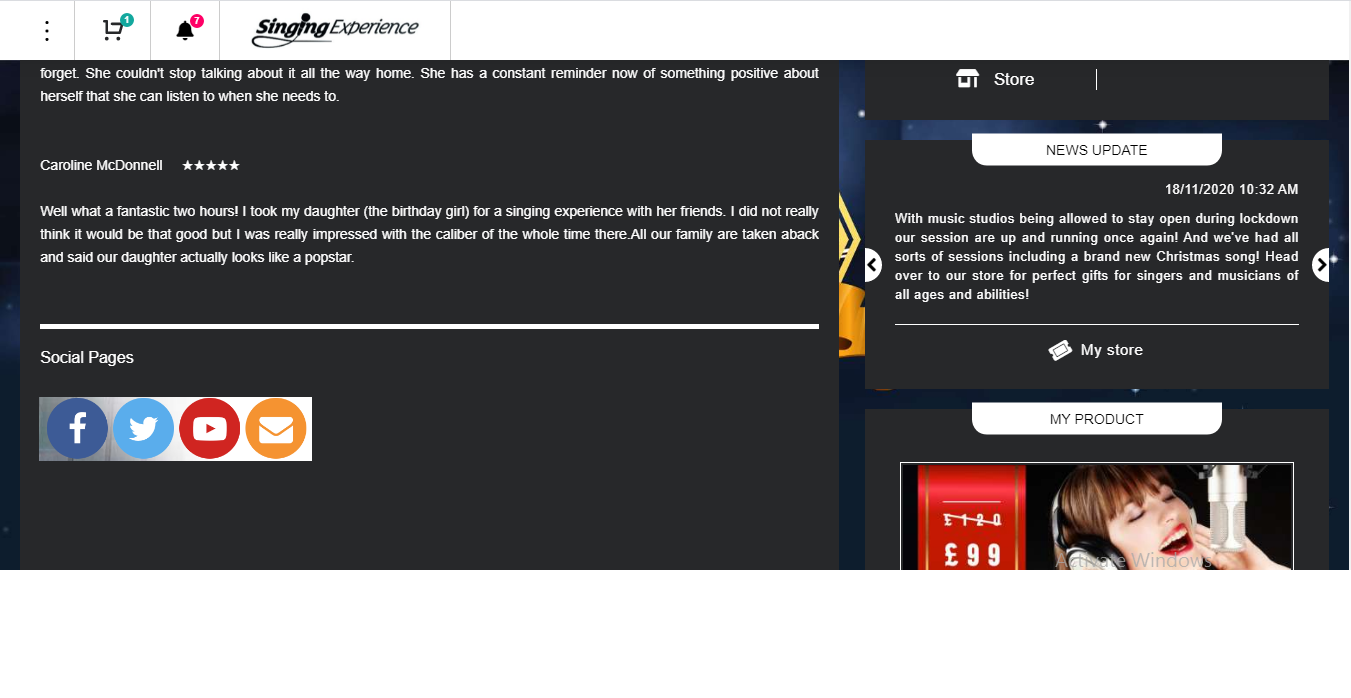 1
7
Singing Experience
forget. She couldn't stop talking about it all the way home. She has a constant reminder now of something positive about
herself that she can listen to when she needs to.
Caroline McDonnell ★★★★★
Well what a fantastic two hours! I took my daughter (the birthday girl) for a singing experience with her friends. I did not really
think it would be that good but I was really impressed with the caliber of the whole time there.All our family are taken aback
and said our daughter actually looks like a popstar.
Social Pages
Store
NEWS UPDATE
18/11/2020 10:32 AM
With music studios being allowed to stay open during lockdown
our session are up and running once again! And we've had all
sorts of sessions including a brand new Christmas song! Head
over to our store for perfect gifts for singers and musicians of
all ages and abilities!
My store
MY PRODUCT
£120
£99
Activate Windows